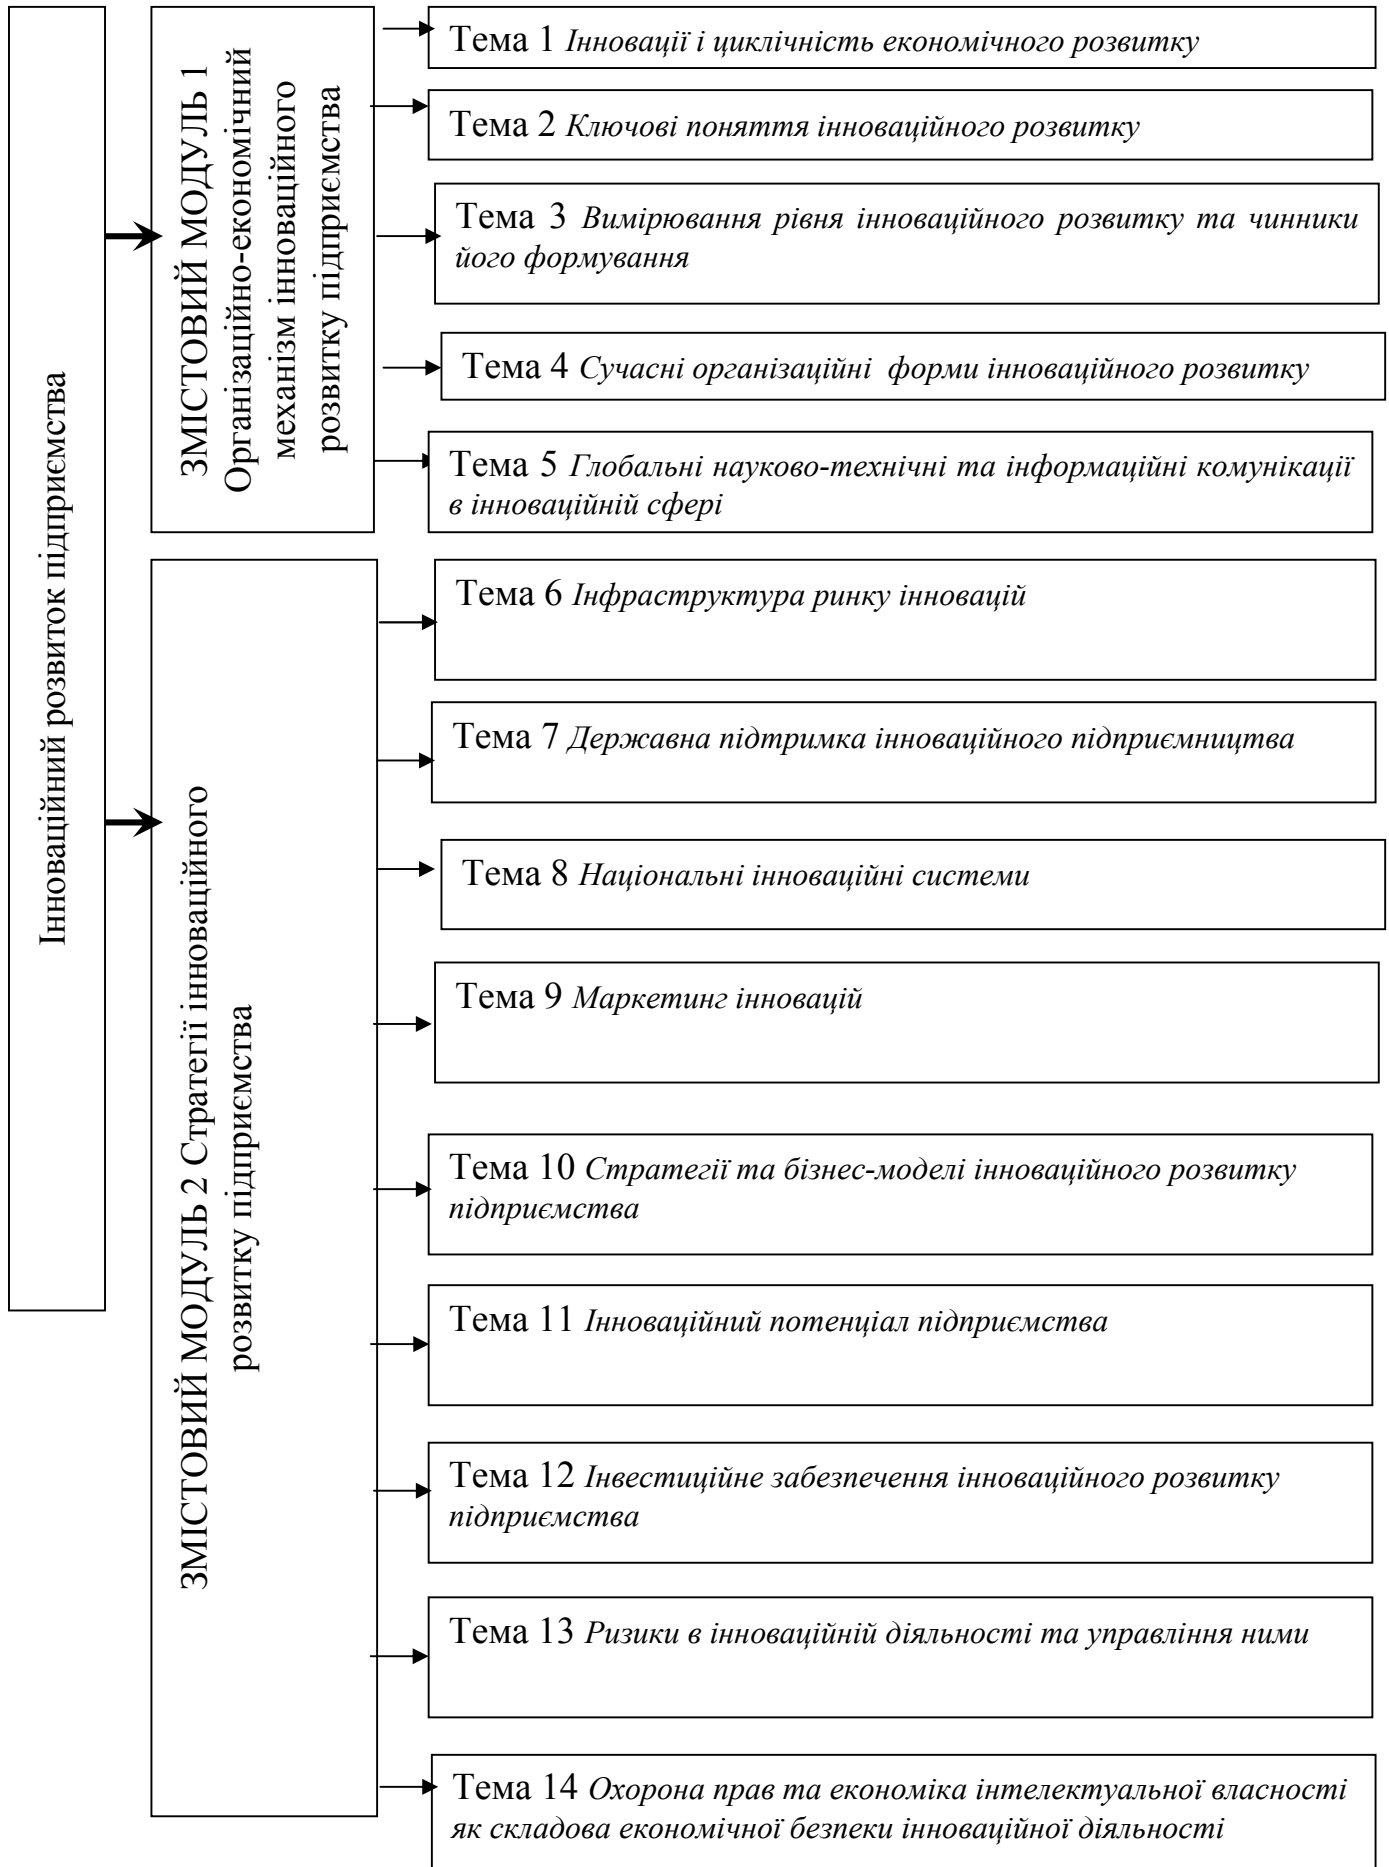 Інноваційний розвиток підприємства
ЗМІСТОВИЙ МОДУЛЬ 1
Організаційно-економічний
механізм інноваційного
розвитку підприємства
Тема 1 Інновації і циклічність економічного розвитку
Тема 2 Ключові поняття інноваційного розвитку
Тема 3 Вимірювання рівня інноваційного розвитку та чинники
його формування
Тема 4 Сучасні організаційні форми інноваційного розвитку
Тема 5 Глобальні науково-технічні та інформаційні комунікації
в інноваційній сфері
ЗМІСТОВИЙ МОДУЛЬ 2 Стратегії інноваційного
розвитку підприємства
Тема 6 Інфраструктура ринку інновацій
Тема 7 Державна підтримка інноваційного підприємництва
Тема 8 Національні інноваційні системи
Тема 9 Маркетинг інновацій
Тема 10 Стратегії та бізнес-моделі інноваційного розвитку
підприємства
Тема 11 Інноваційний потенціал підприємства
Тема 12 Інвестиційне забезпечення інноваційного розвитку
підприємства
Тема 13 Ризики в інноваційній діяльності та управління ними
Тема 14 Охорона прав та економіка інтелектуальної власності
як складова економічної безпеки інноваційної діяльності